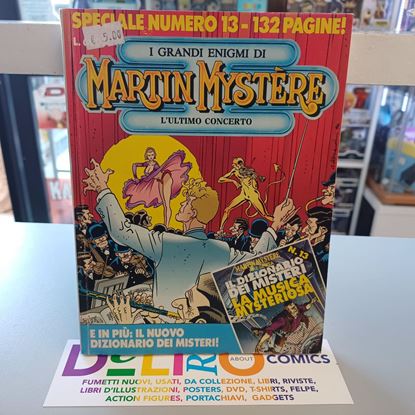 SPECIALE NUMERO 13 - 132 PAGINE!
€ 5,00
I GRANDI ENIGMI DI
MARTIN MYSTÈRE
L'ULTIMO CONCERTO
N. 13
MARTIN MYSTÈRE
IL DIZIONARIO
DEI MISTERI
LA MUSICA
MISTERIOSA
E IN PIÙ: IL NUOVO
DIZIONARIO DEI MISTERI!
ABOUT
COMICS
FUMETTI NUOVI, USATI, DA COLLEZIONE, LIBRI, RIVISTE,
LIBRI D'ILLUSTRAZIONI, POSTERS, DVD, T-SHIRTS, FELPE,
ACTION FIGURES, PORTACHIAVI, GADGETS